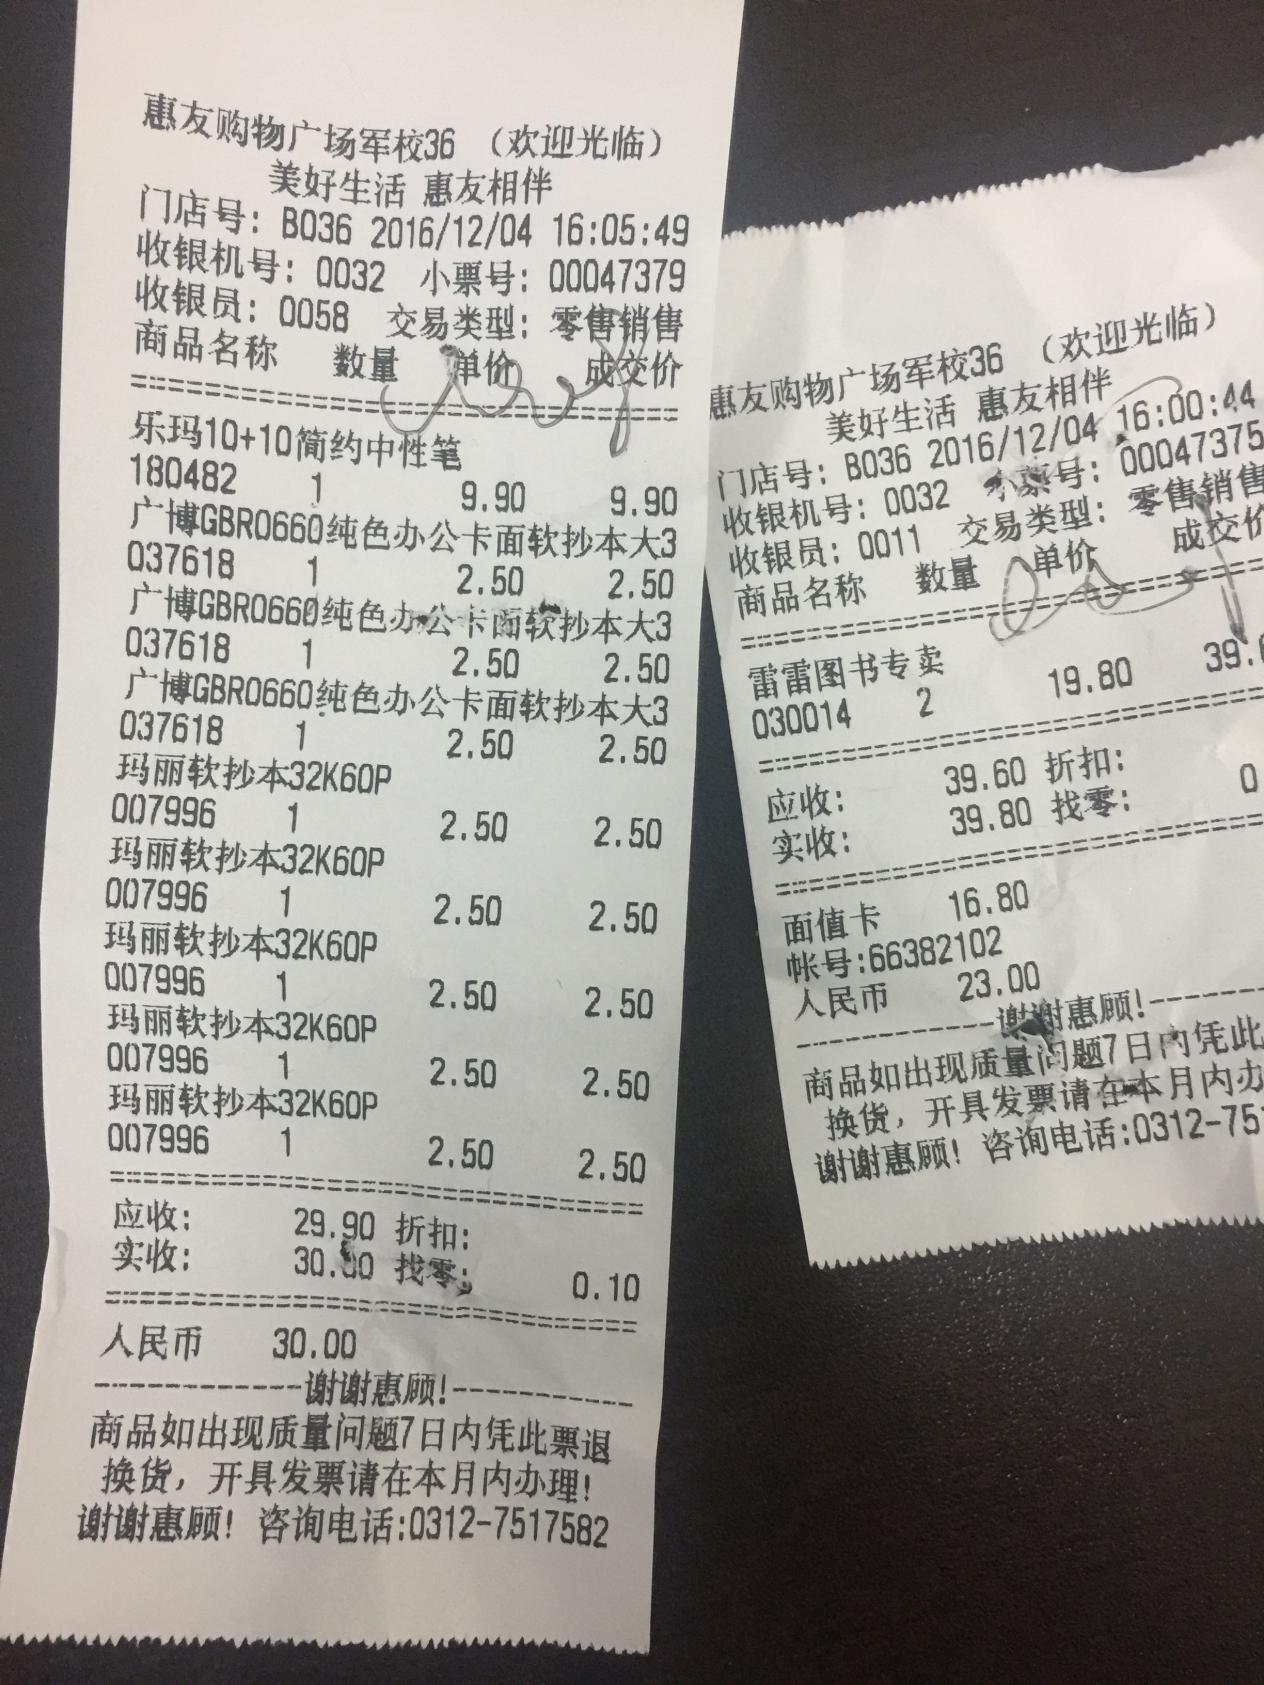 惠友购物广场军校36 （欢迎光临）
美好生活 惠友相伴
门店号: B036 2016/12/04 16:05:49
收银机号: 0032 小票号: 00047379
收银员: 0058 交易类型: 零售销售
商品名称 数量 单价 成交价
乐玛10+10简约中性笔
180482 1 9.90 9.90
广博GBR0660纯色办公卡面软抄本大3
037618 1 2.50 2.50
广博GBR0660纯色办公卡面软抄本大3
037618 1 2.50 2.50
广博GBR0660纯色办公卡面软抄本大3
037618 1 2.50 2.50
玛丽软抄本32K60P
007996 1 2.50 2.50
玛丽软抄本32K60P
007996 1 2.50 2.50
玛丽软抄本32K60P
007996 1 2.50 2.50
玛丽软抄本32K60P
007996 1 2.50 2.50
玛丽软抄本32K60P
007996 1 2.50 2.50
应收: 29.90 折扣:
实收: 30.00 找零: 0.10
人民币 30.00
------------谢谢惠顾!------------
商品如出现质量问题7日内凭此票退
换货，开具发票请在本月内办理!
谢谢惠顾! 咨询电话:0312-7517582
惠友购物广场军校36 （欢迎光临）
美好生活 惠友相伴
门店号: B036 2016/12/04 16:00:44
收银机号: 0032 小票号: 00047375
收银员: 0011 交易类型: 零售销售
商品名称 数量 单价 成交价
雷雷图书专卖
030014 2 19.80 39.6
应收: 39.60 折扣:
实收: 39.80 找零: 0
面值卡 16.80
帐号:66382102
人民币 23.00
------------谢谢惠顾!---------
商品如出现质量问题7日内凭此
换货，开具发票请在本月内办
谢谢惠顾! 咨询电话:0312-75